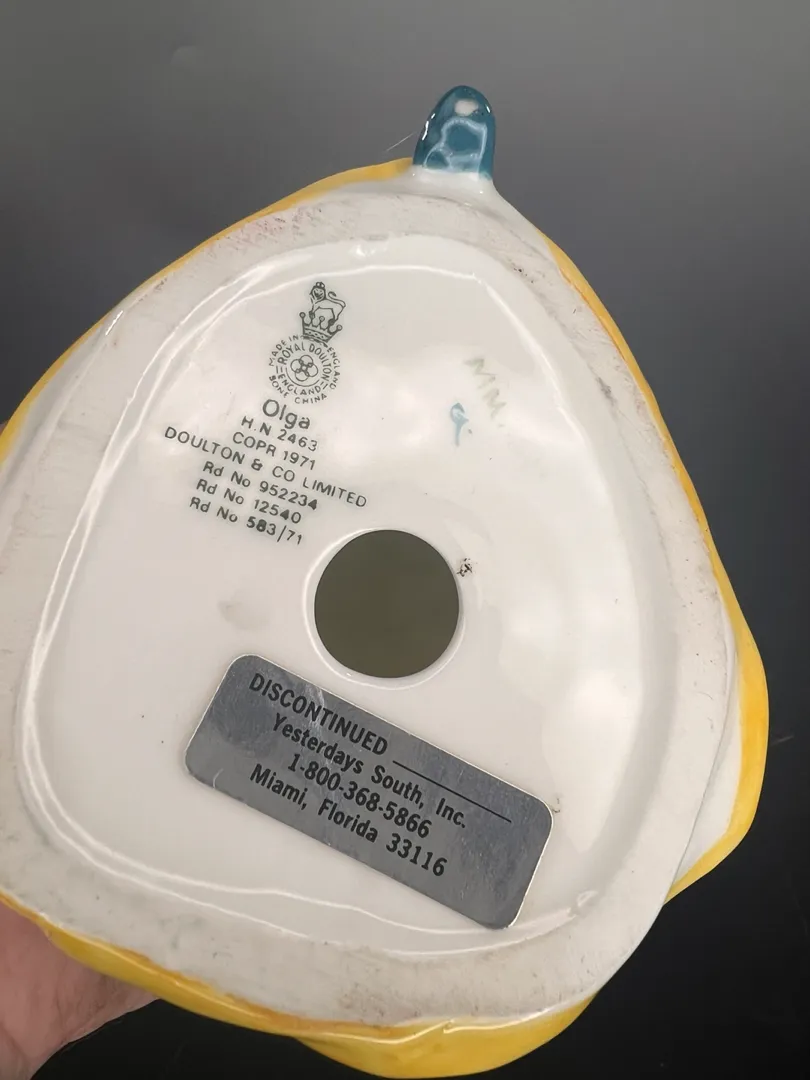 MADE IN ENGLAND
ROYAL DOULTON
ENGLAND
BONE CHINA
Olga
H.N 2463
COPR 1971
DOULTON & CO LIMITED
Rd No 952234
Rd No 12540
Rd No 583/71
MM.
DISCONTINUED
Yesterdays South, Inc.
1-800-368-5866
Miami, Florida 33116